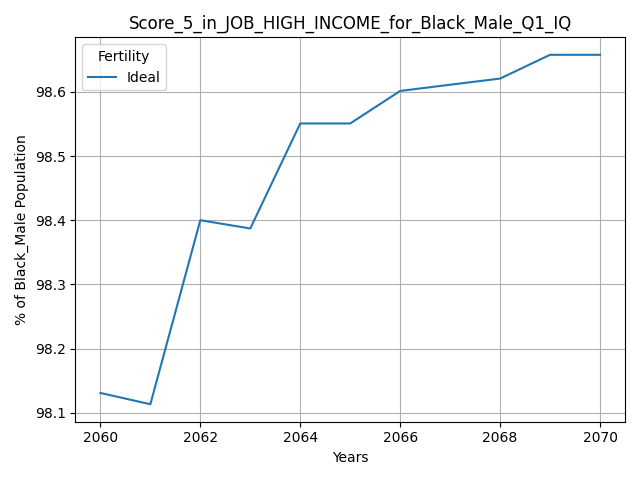 Score_5_in_JOB_HIGH_INCOME_for_Black_Male_Q1_IQ
Fertility
Ideal
% of Black_Male Population
98.6
98.5
98.4
98.3
98.2
98.1
2060 2062 2064 2066 2068 2070
Years